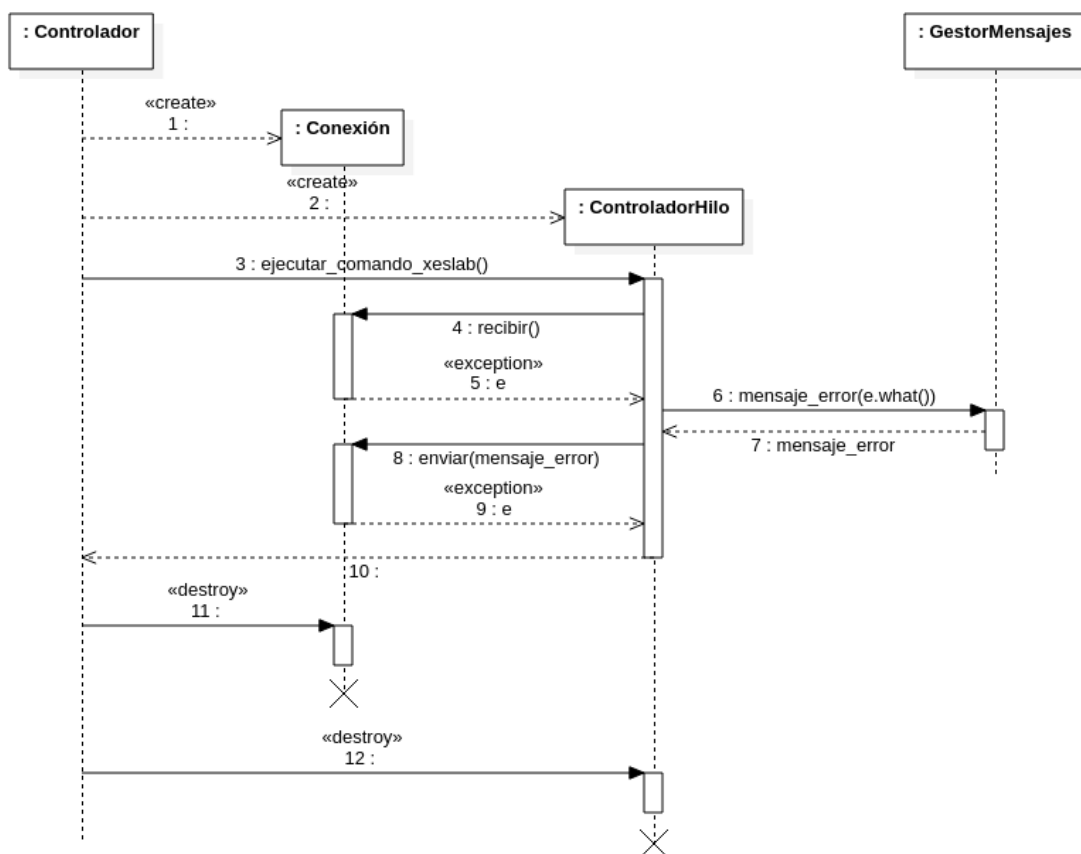 : Controlador
: GestorMensajes
«create»
1 :
: Conexión
«create»
2 :
: ControladorHilo
3 : ejecutar_comando_xeslab()
4 : recibir()
«exception»
5 : e
6 : mensaje_error(e.what())
7 : mensaje_error
8 : enviar(mensaje_error)
«exception»
9 : e
10 :
«destroy»
11 :
«destroy»
12 :